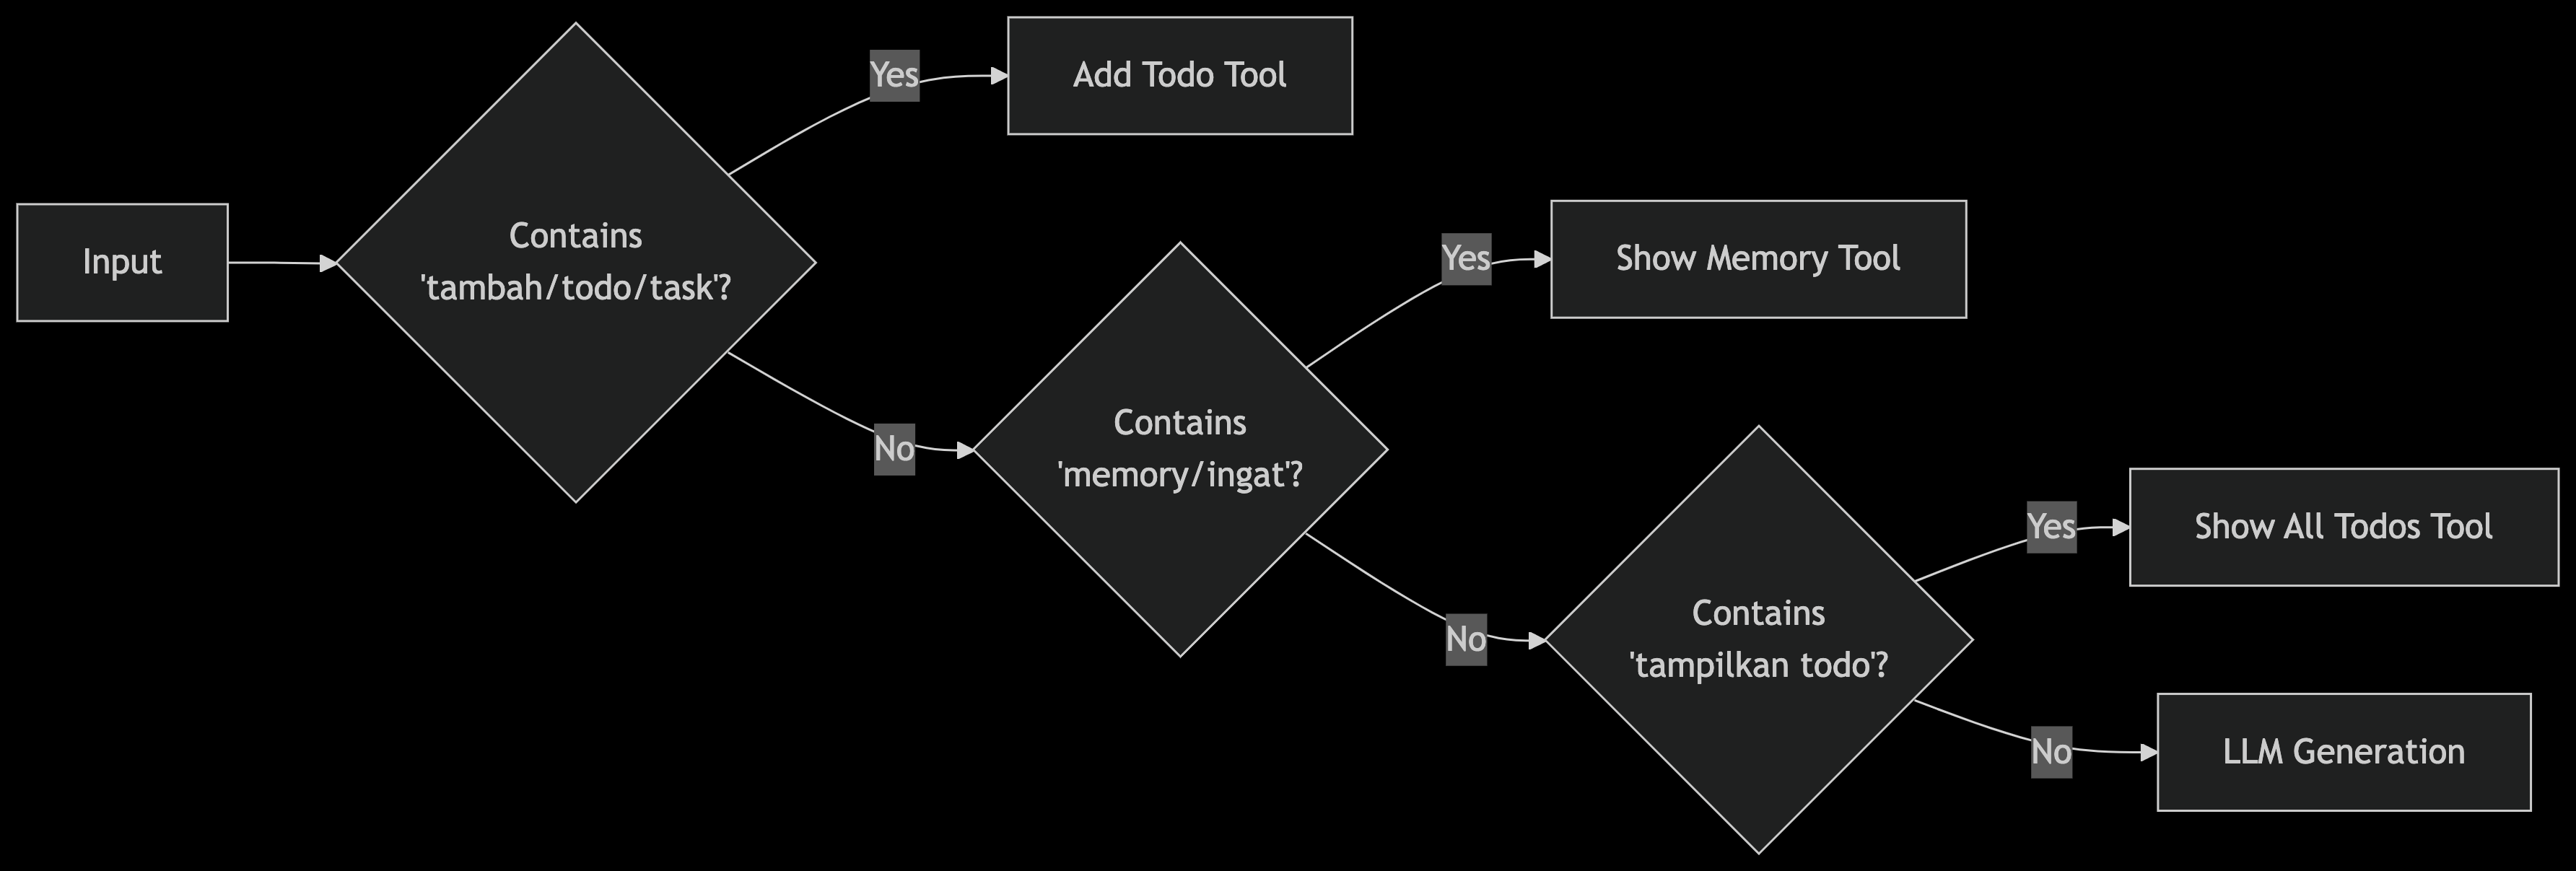 Input
Contains
'tambah/todo/task'?
Yes
Add Todo Tool
No
Contains
'memory/ingat'?
Yes
Show Memory Tool
No
Contains
'tampilkan todo'?
Yes
Show All Todos Tool
No
LLM Generation